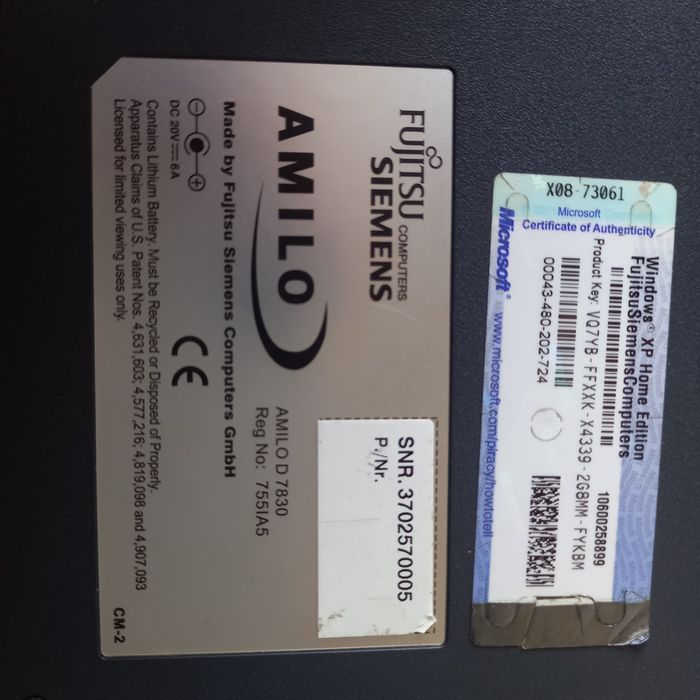 FUJITSU COMPUTERS
SIEMENS
AMILO
Made by Fujitsu Siemens Computers GmbH
DC 20V 6A
Contains Lithium Battery. Must be Recycled or Disposed of Properly.
Apparatus Claims of U.S. Patent Nos. 4,631,603; 4,577,216; 4,819,098 and 4,907,093
Licensed for limited viewing uses only.
CE
AMILO D 7830
Reg No: 755IA5
SNR. 3702570005
P./Nr.
CM-2
X08-73061
Microsoft
Certificate of Authenticity
Windows® XP Home Edition
FujitsuSiemensComputers
10600258899
Product Key: VQ7YB-FFXXK-X4339-2G8MM-FYKBM
00043-480-202-724
Microsoft®
www.microsoft.com/piracy/howtotell